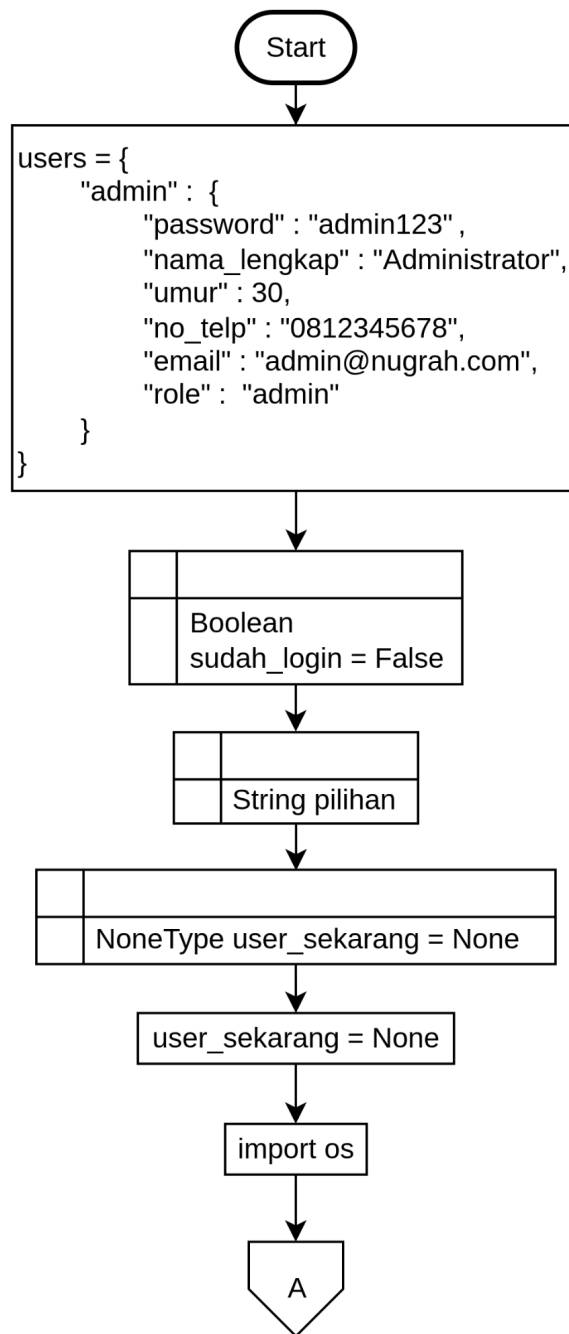 Start
users = {
"admin" : {
"password" : "admin123" ,
"nama_lengkap" : "Administrator",
"umur" : 30,
"no_telp" : "0812345678",
"email" : "admin@nugrah.com",
"role" : "admin"
}
}
Boolean
sudah_login = False
String pilihan
NoneType user_sekarang = None
user_sekarang = None
import os
A